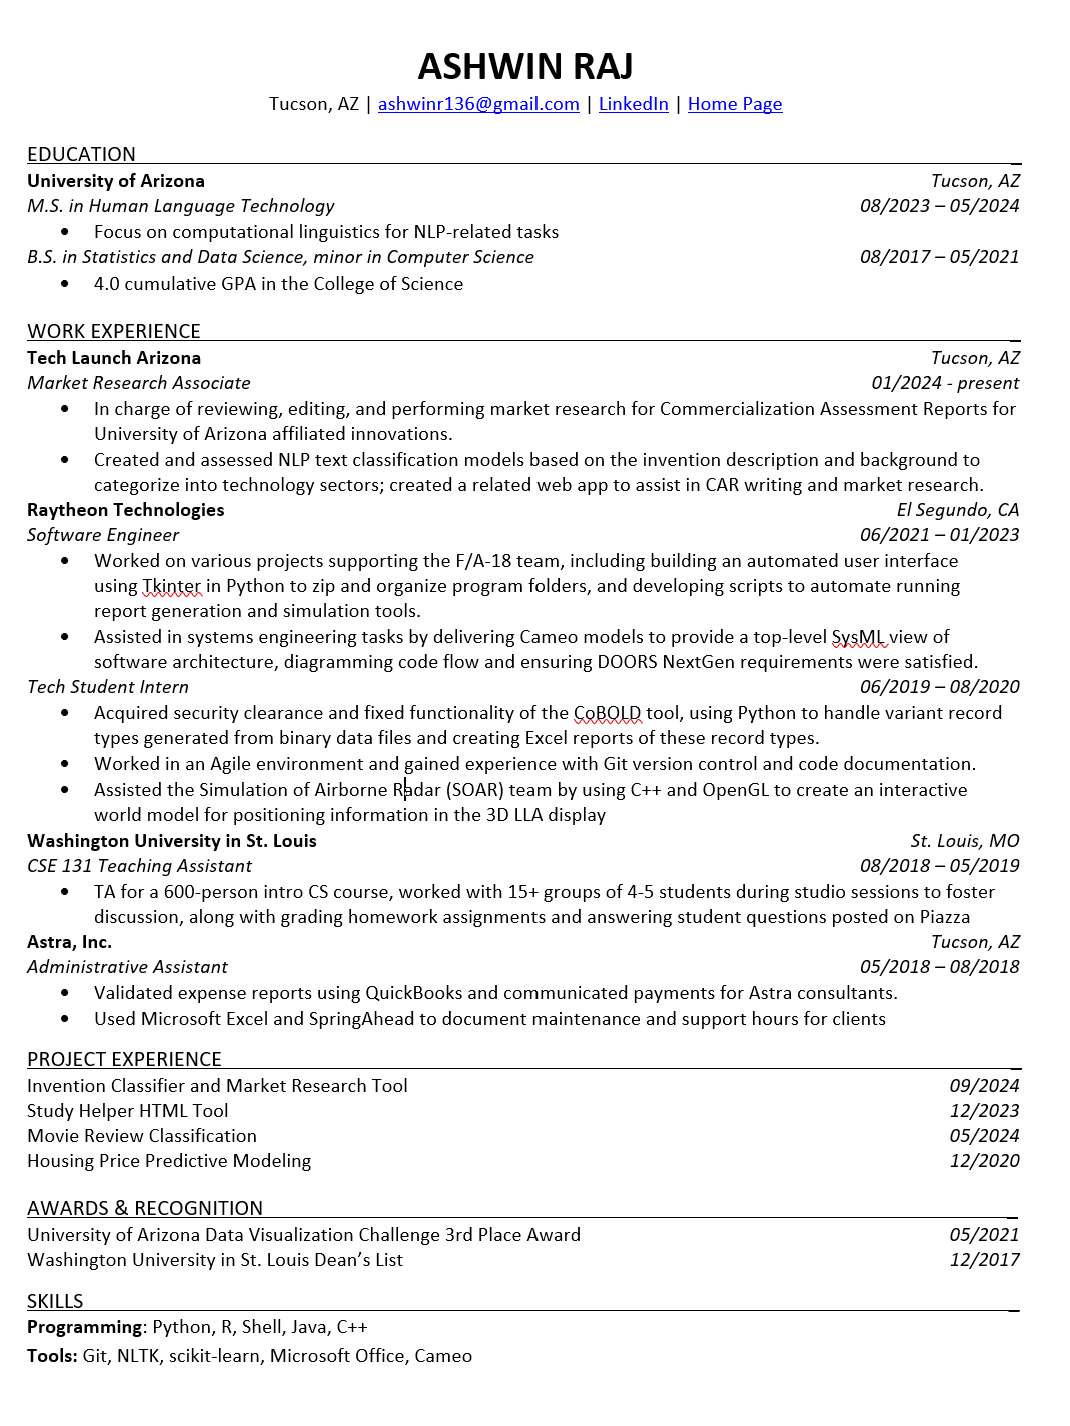 ASHWIN RAJ
Tucson, AZ | ashwinr136@gmail.com | LinkedIn | Home Page
EDUCATION
University of Arizona Tucson, AZ
M.S. in Human Language Technology 08/2023 – 05/2024
• Focus on computational linguistics for NLP-related tasks
B.S. in Statistics and Data Science, minor in Computer Science 08/2017 – 05/2021
• 4.0 cumulative GPA in the College of Science
WORK EXPERIENCE
Tech Launch Arizona Tucson, AZ
Market Research Associate 01/2024 - present
• In charge of reviewing, editing, and performing market research for Commercialization Assessment Reports for
University of Arizona affiliated innovations.
• Created and assessed NLP text classification models based on the invention description and background to
categorize into technology sectors; created a related web app to assist in CAR writing and market research.
Raytheon Technologies El Segundo, CA
Software Engineer 06/2021 – 01/2023
• Worked on various projects supporting the F/A-18 team, including building an automated user interface
using Tkinter in Python to zip and organize program folders, and developing scripts to automate running
report generation and simulation tools.
• Assisted in systems engineering tasks by delivering Cameo models to provide a top-level SysML view of
software architecture, diagramming code flow and ensuring DOORS NextGen requirements were satisfied.
Tech Student Intern 06/2019 – 08/2020
• Acquired security clearance and fixed functionality of the CoBOLD tool, using Python to handle variant record
types generated from binary data files and creating Excel reports of these record types.
• Worked in an Agile environment and gained experience with Git version control and code documentation.
• Assisted the Simulation of Airborne Radar (SOAR) team by using C++ and OpenGL to create an interactive
world model for positioning information in the 3D LLA display
Washington University in St. Louis St. Louis, MO
CSE 131 Teaching Assistant 08/2018 – 05/2019
• TA for a 600-person intro CS course, worked with 15+ groups of 4-5 students during studio sessions to foster
discussion, along with grading homework assignments and answering student questions posted on Piazza
Astra, Inc. Tucson, AZ
Administrative Assistant 05/2018 – 08/2018
• Validated expense reports using QuickBooks and communicated payments for Astra consultants.
• Used Microsoft Excel and SpringAhead to document maintenance and support hours for clients
PROJECT EXPERIENCE
Invention Classifier and Market Research Tool 09/2024
Study Helper HTML Tool 12/2023
Movie Review Classification 05/2024
Housing Price Predictive Modeling 12/2020
AWARDS & RECOGNITION
University of Arizona Data Visualization Challenge 3rd Place Award 05/2021
Washington University in St. Louis Dean’s List 12/2017
SKILLS
Programming: Python, R, Shell, Java, C++
Tools: Git, NLTK, scikit-learn, Microsoft Office, Cameo